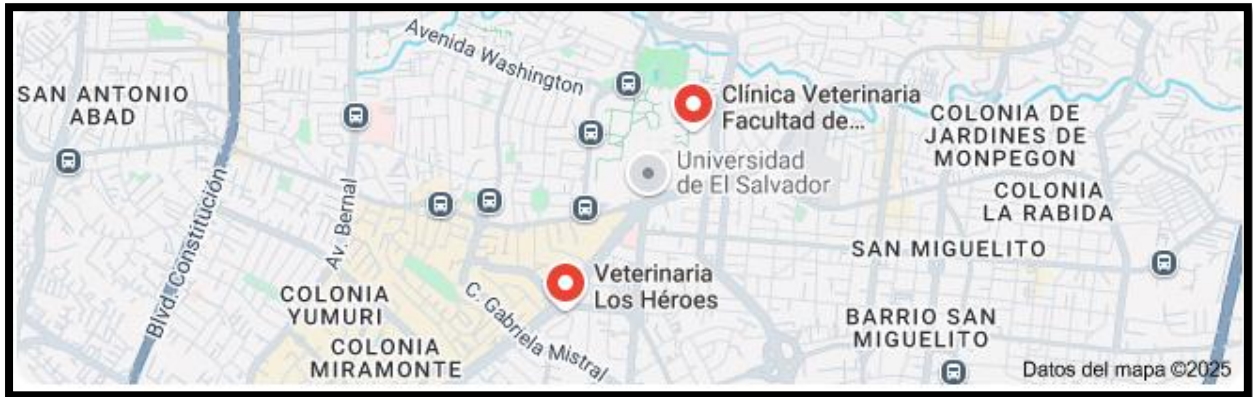 Avenida Washington
SAN ANTONIO
ABAD
Clínica Veterinaria
Facultad de...
COLONIA DE
JARDINES DE
MONPEGON
Universidad
de El Salvador
COLONIA
LA RABIDA
Blvd. Constitución
Av. Bernal
SAN MIGUELITO
Veterinaria
Los Héroes
COLONIA
YUMURI
C. Gabriela Mistral
BARRIO SAN
MIGUELITO
COLONIA
MIRAMONTE
Datos del mapa ©2025